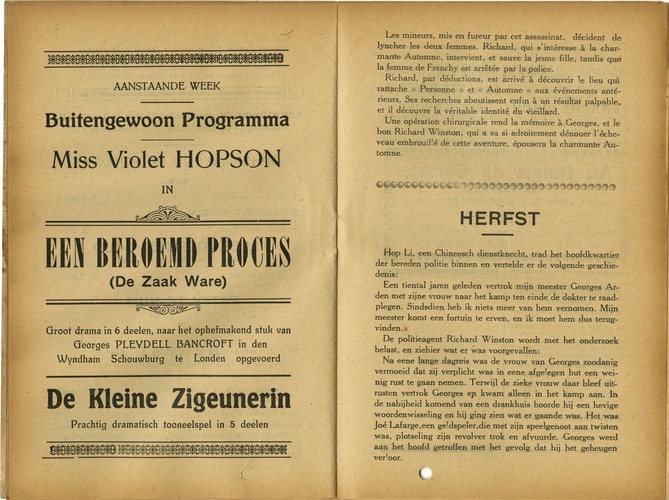 AANSTAANDE WEEK
Buitengewoon Programma
Miss Violet HOPSON
IN
EEN BEROEMD PROCES
(De Zaak Ware)
Groot drama in 6 deelen, naar het ophefmakend stuk van
Georges PLEYDELL BANCROFT in den
Wyndham Schouwburg te Londen opgevoerd
De Kleine Zigeunerin
Prachtig dramatisch tooneelspel in 5 deelen
Les mineurs, mis en fureur par cet assassinat, décident de
lyncher les deux femmes. Richard, qui s'intéresse à la char-
mante Automne, intervient, et sauve la jeune fille, tandis que
la femme de Frenchy est arrêtée par la police.
Richard, par déductions, est arrivé à découvrir le lieu qui
rattache » Personne » et « Automne » aux événements anté-
rieurs. Ses recherches aboutissent enfin à un résultat palpable,
et il découvre la véritable identité du vieillard.
Une opération chirurgicale rend la mémoire à Georges, et le
bon Richard Winston, qui a su si adroitement dénouer l'éche-
veau embrouillé de cette aventure, épousera la charmante Au-
tomne.
HERFST
Hop Li, een Chineesch dienstknecht, trad het hoofdkwartier
der bereden politie binnen en vertelde er de volgende geschie-
denis:
Een tiental jaren geleden vertrok mijn meester Georges Ar-
den met zijne vrouw naar het kamp ten einde de dokter te raad-
plegen. Sindsdien heb ik niets meer van hem vernomen. Mijn
meester komt een fortuin te erven, en ik moet hem dus terug-
vinden.»
De politieagent Richard Winston wordt met het onderzoek
belast, en ziehier wat er was voorgevallen:
Na eene lange dagreis was de vrouw van Georges zoodanig
vermoeid dat zij verplicht was in eene afgelegen hut een wei-
nig rust te gaan nemen. Terwijl de zieke vrouw daar bleef uit-
rusten vertrok Georges en kwam alleen in het kamp aan. In
de nabijheid komend van een drankhuis hoorde hij een hevige
woordenwisseling en hij ging zien wat er gaande was. Het was
Joé Lafarge, een geldspeler, die met zijn speelgenoot aan twisten
was, plotseling zijn revolver trok en afvuurde. Georges werd
aan het hoofd getroffen met het gevolg dat hij het geheugen
verloor.